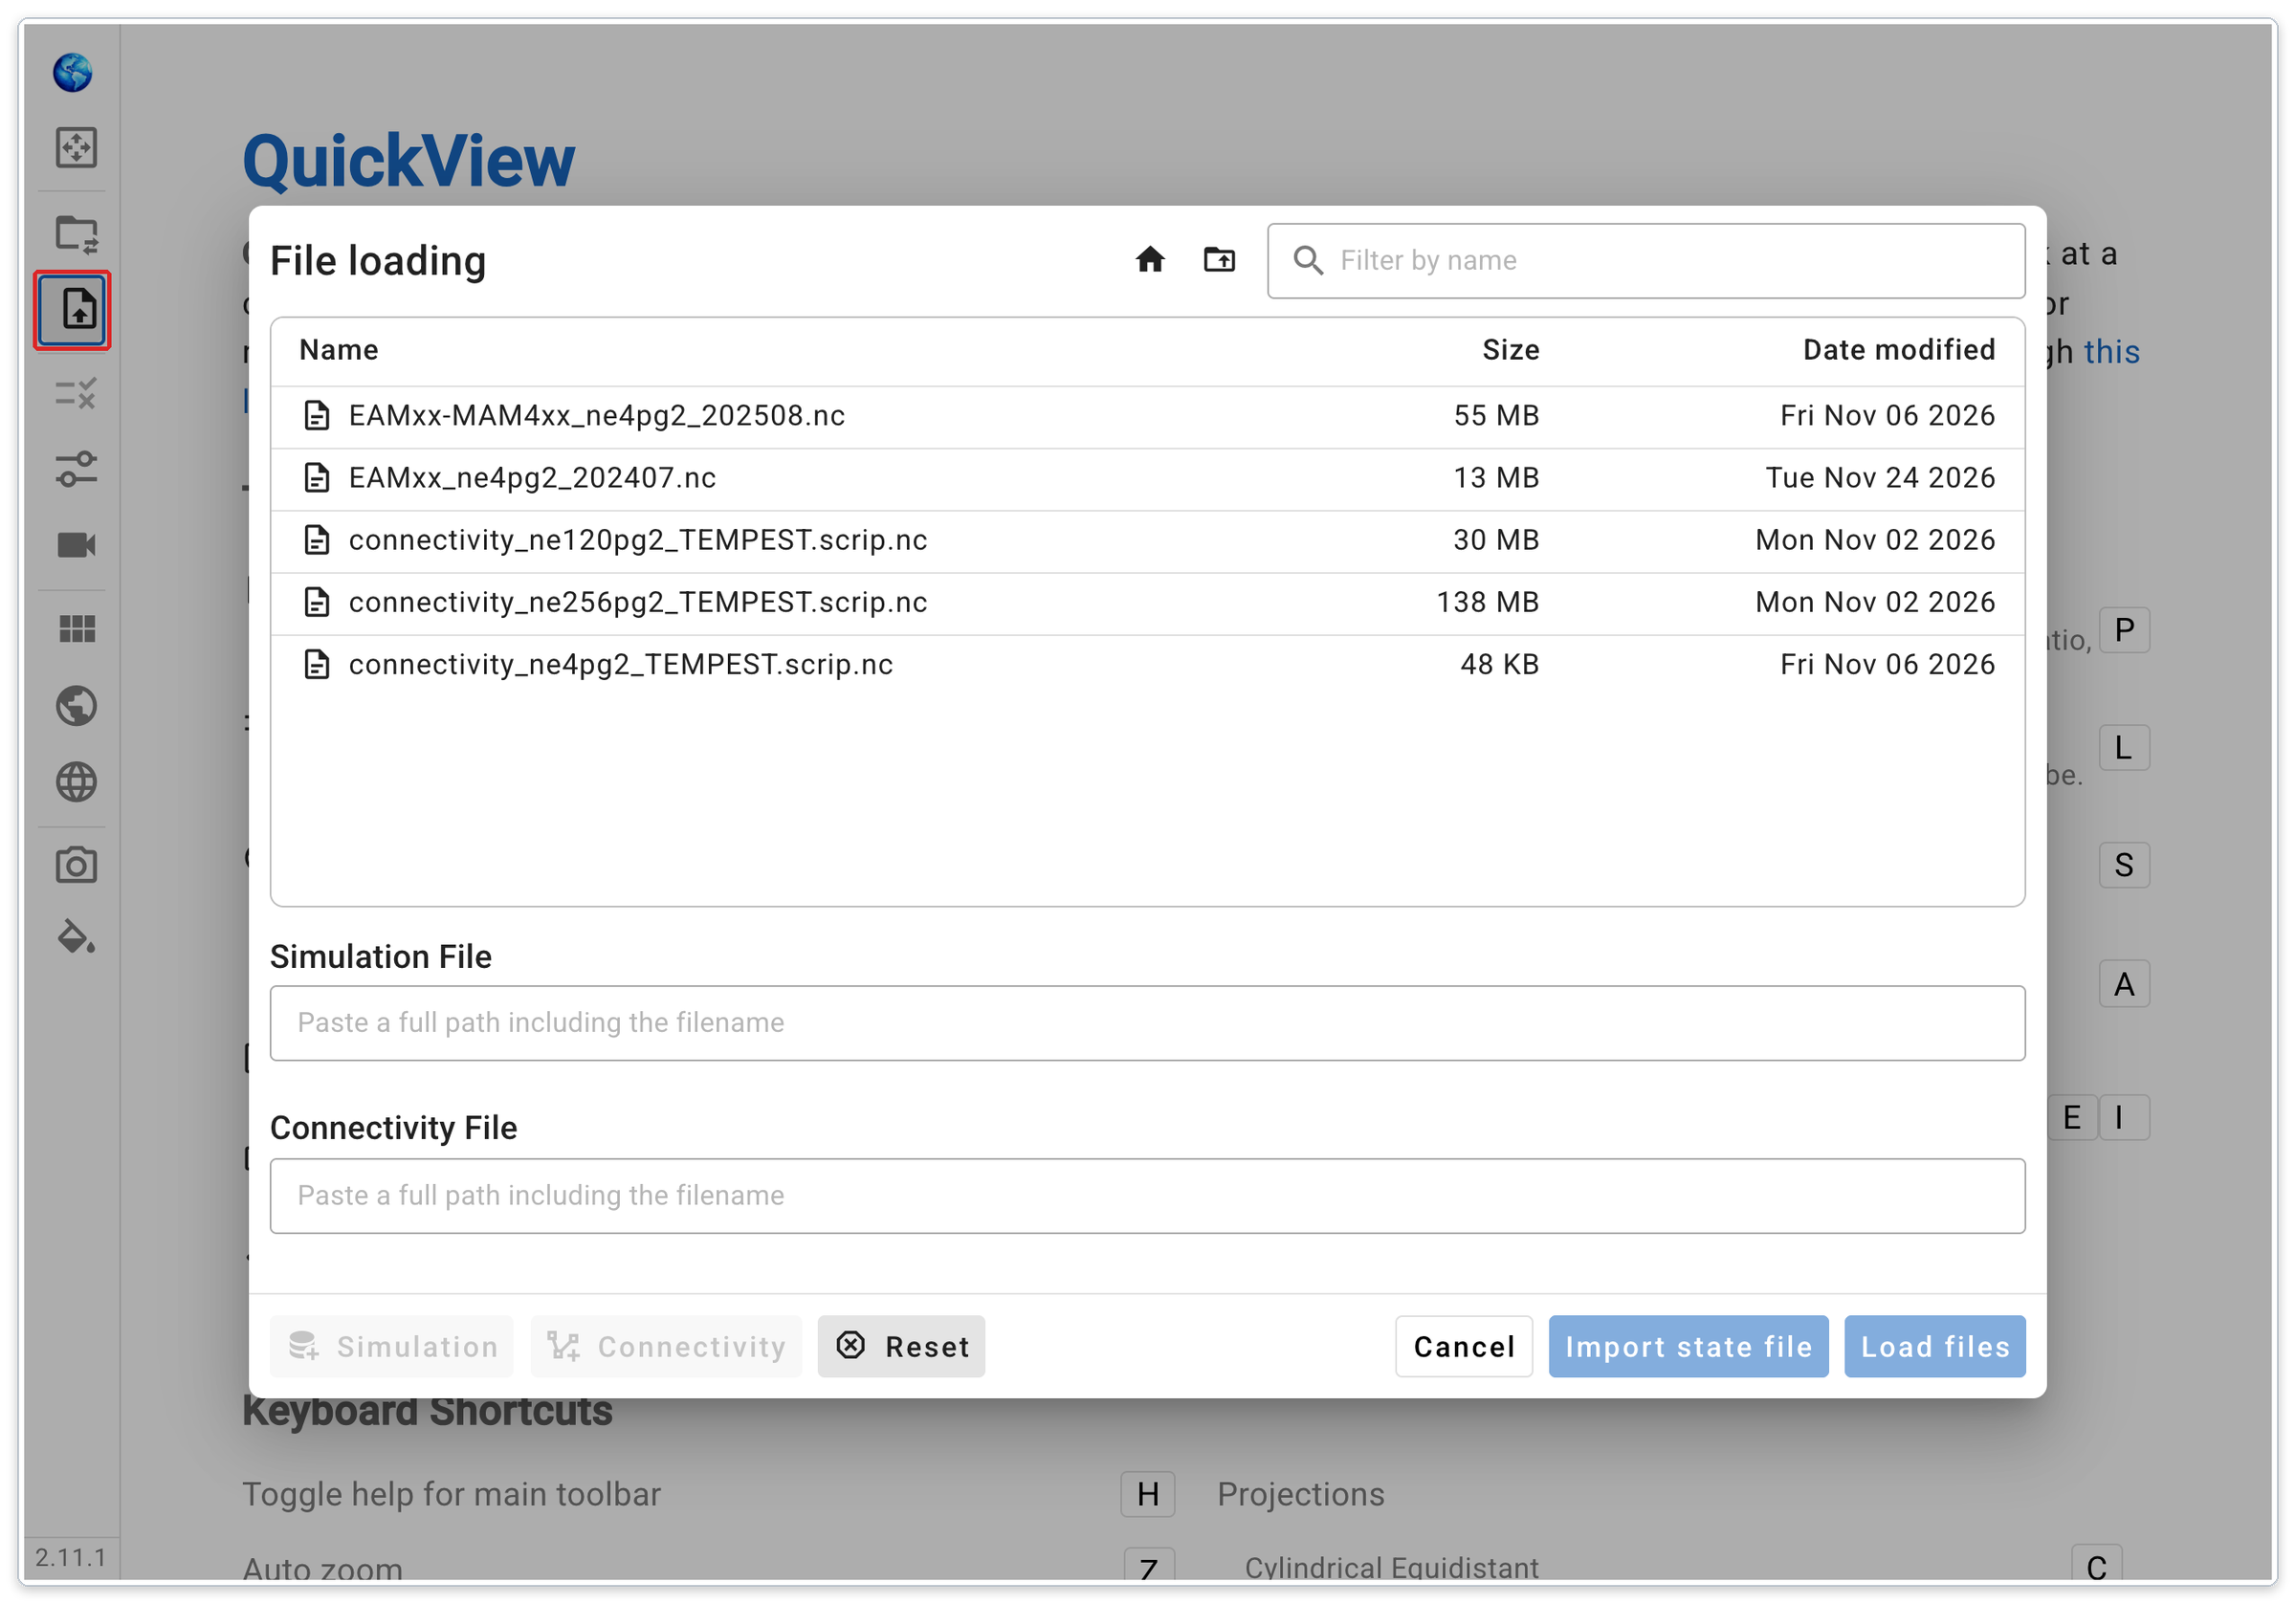 QuickView
k at a
File loading
Filter by name
or
Name Size Date modified
gh this
EAMxx-MAM4xx_ne4pg2_202508.nc 55 MB Fri Nov 06 2026
EAMxx_ne4pg2_202407.nc 13 MB Tue Nov 24 2026
connectivity_ne120pg2_TEMPEST.scrip.nc 30 MB Mon Nov 02 2026
connectivity_ne256pg2_TEMPEST.scrip.nc 138 MB Mon Nov 02 2026
atio, P
connectivity_ne4pg2_TEMPEST.scrip.nc 48 KB Fri Nov 06 2026
L
be.
S
Simulation File
A
Paste a full path including the filename
Connectivity File
E I
Paste a full path including the filename
Simulation Connectivity Reset Cancel Import state file Load files
Keyboard Shortcuts
Toggle help for main toolbar H Projections
2.11.1
Auto zoom Z Cylindrical Equidistant C